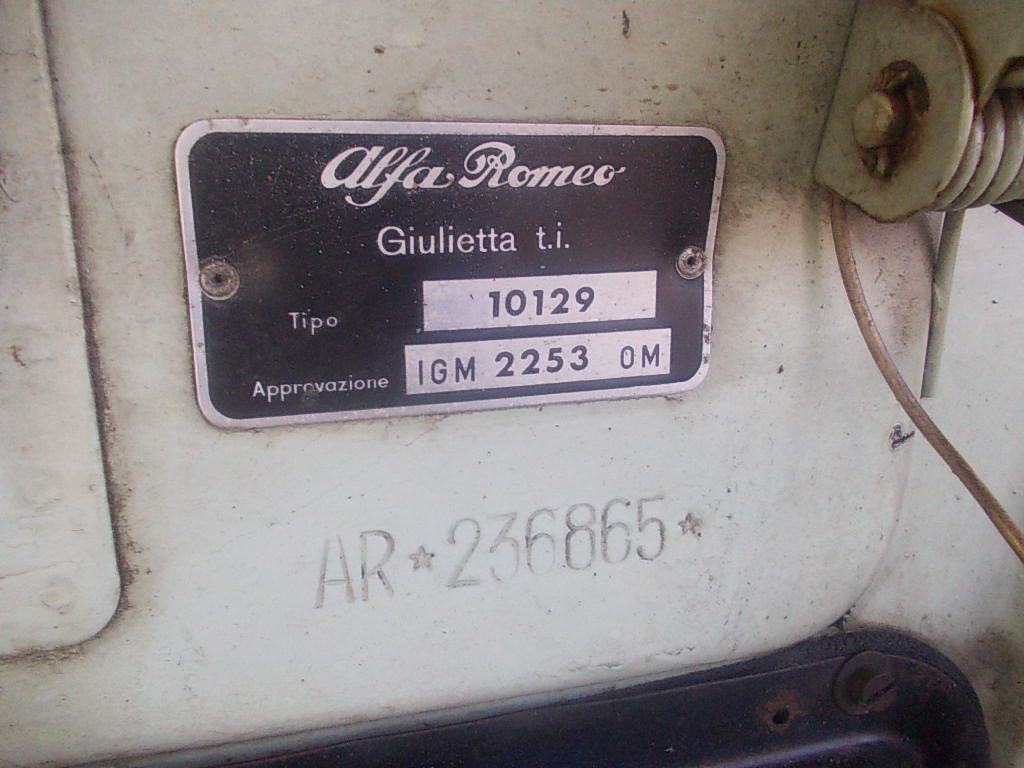 Alfa Romeo
Giulietta t.i.
Tipo 10129
Approvazione IGM 2253 OM
AR★236865★